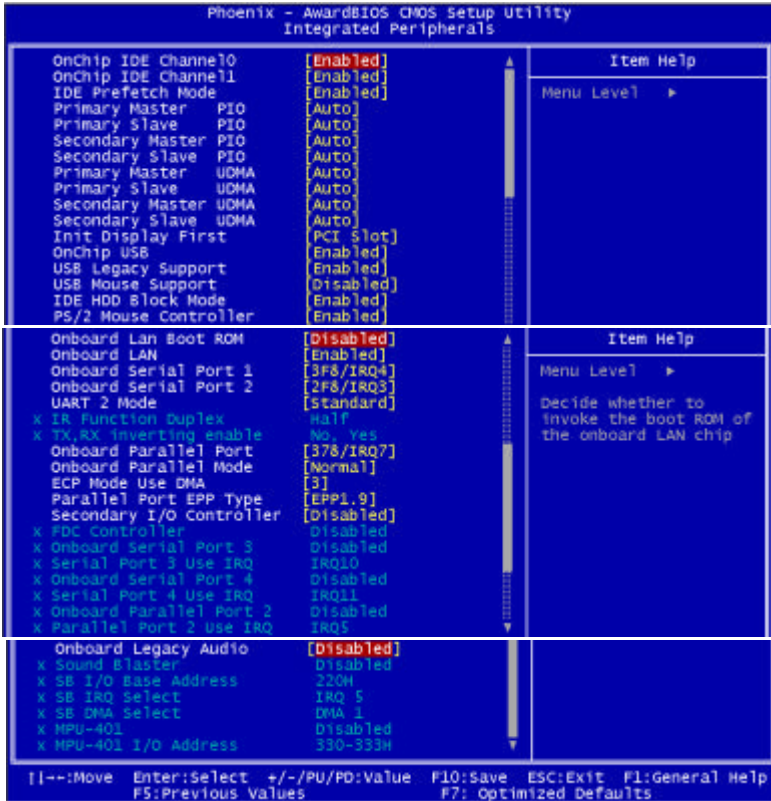 Phoenix - AwardBIOS CMOS Setup Utility
Integrated Peripherals
OnChip IDE Channel0 [Enabled]
OnChip IDE Channel1 [Enabled]
IDE Prefetch Mode [Enabled]
Primary Master PIO [Auto]
Primary Slave PIO [Auto]
Secondary Master PIO [Auto]
Secondary Slave PIO [Auto]
Primary Master UDMA [Auto]
Primary Slave UDMA [Auto]
Secondary Master UDMA [Auto]
Secondary Slave UDMA [Auto]
Init Display First [PCI Slot]
OnChip USB [Enabled]
USB Legacy Support [Enabled]
USB Mouse Support [Disabled]
IDE HDD Block Mode [Enabled]
PS/2 Mouse Controller [Enabled]
Item Help
Menu Level ►
Onboard Lan Boot ROM [Disabled]
Onboard LAN [Enabled]
Onboard Serial Port 1 [3F8/IRQ4]
Onboard Serial Port 2 [2F8/IRQ3]
UART 2 Mode [Standard]
x IR Function Duplex Half
x TX,RX inverting enable No, Yes
Onboard Parallel Port [378/IRQ7]
Onboard Parallel Mode [Normal]
ECP Mode Use DMA [3]
Parallel Port EPP Type [EPP1.9]
Secondary I/O Controller [Disabled]
x FDC Controller Disabled
x Onboard Serial Port 3 Disabled
x Serial Port 3 Use IRQ IRQ10
x Onboard Serial Port 4 Disabled
x Serial Port 4 Use IRQ IRQ11
x Onboard Parallel Port 2 Disabled
x Parallel Port 2 Use IRQ IRQ5
Item Help
Menu Level ►
Decide whether to
invoke the boot ROM of
the onboard LAN chip
Onboard Legacy Audio [Disabled]
x Sound Blaster Disabled
x SB I/O Base Address 220H
x SB IRQ Select IRQ 5
x SB DMA Select DMA 1
x MPU-401 Disabled
x MPU-401 I/O Address 330-333H
↑↓→←:Move Enter:Select +/-/PU/PD:Value F10:Save ESC:Exit F1:General Help
F5:Previous Values F7: Optimized Defaults